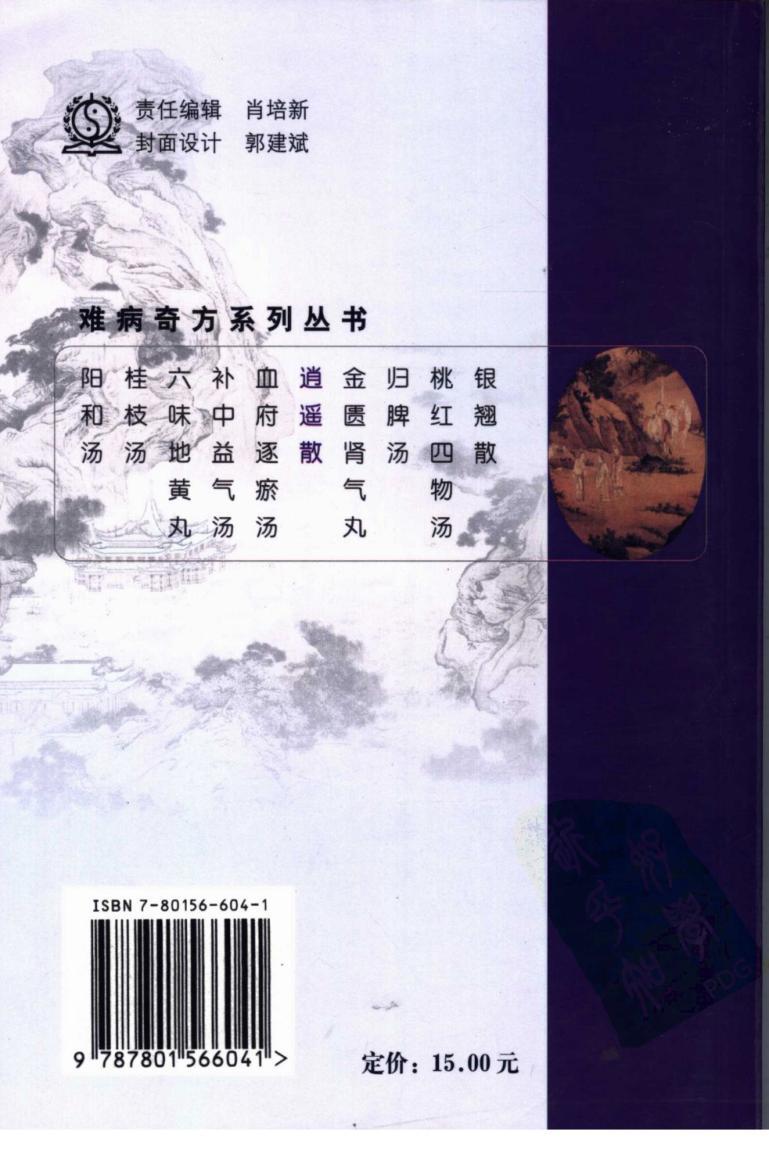 责任编辑 肖培新
封面设计 郭建斌
难病奇方系列丛书
阳和汤
桂枝汤
六味地黄丸
补中益气汤
血府逐瘀汤
逍遥散
金匮肾气丸
归脾汤
桃红四物汤
银翘散
ISBN 7-80156-604-1
9 787801 566041 >
定价：15.00元
PDG